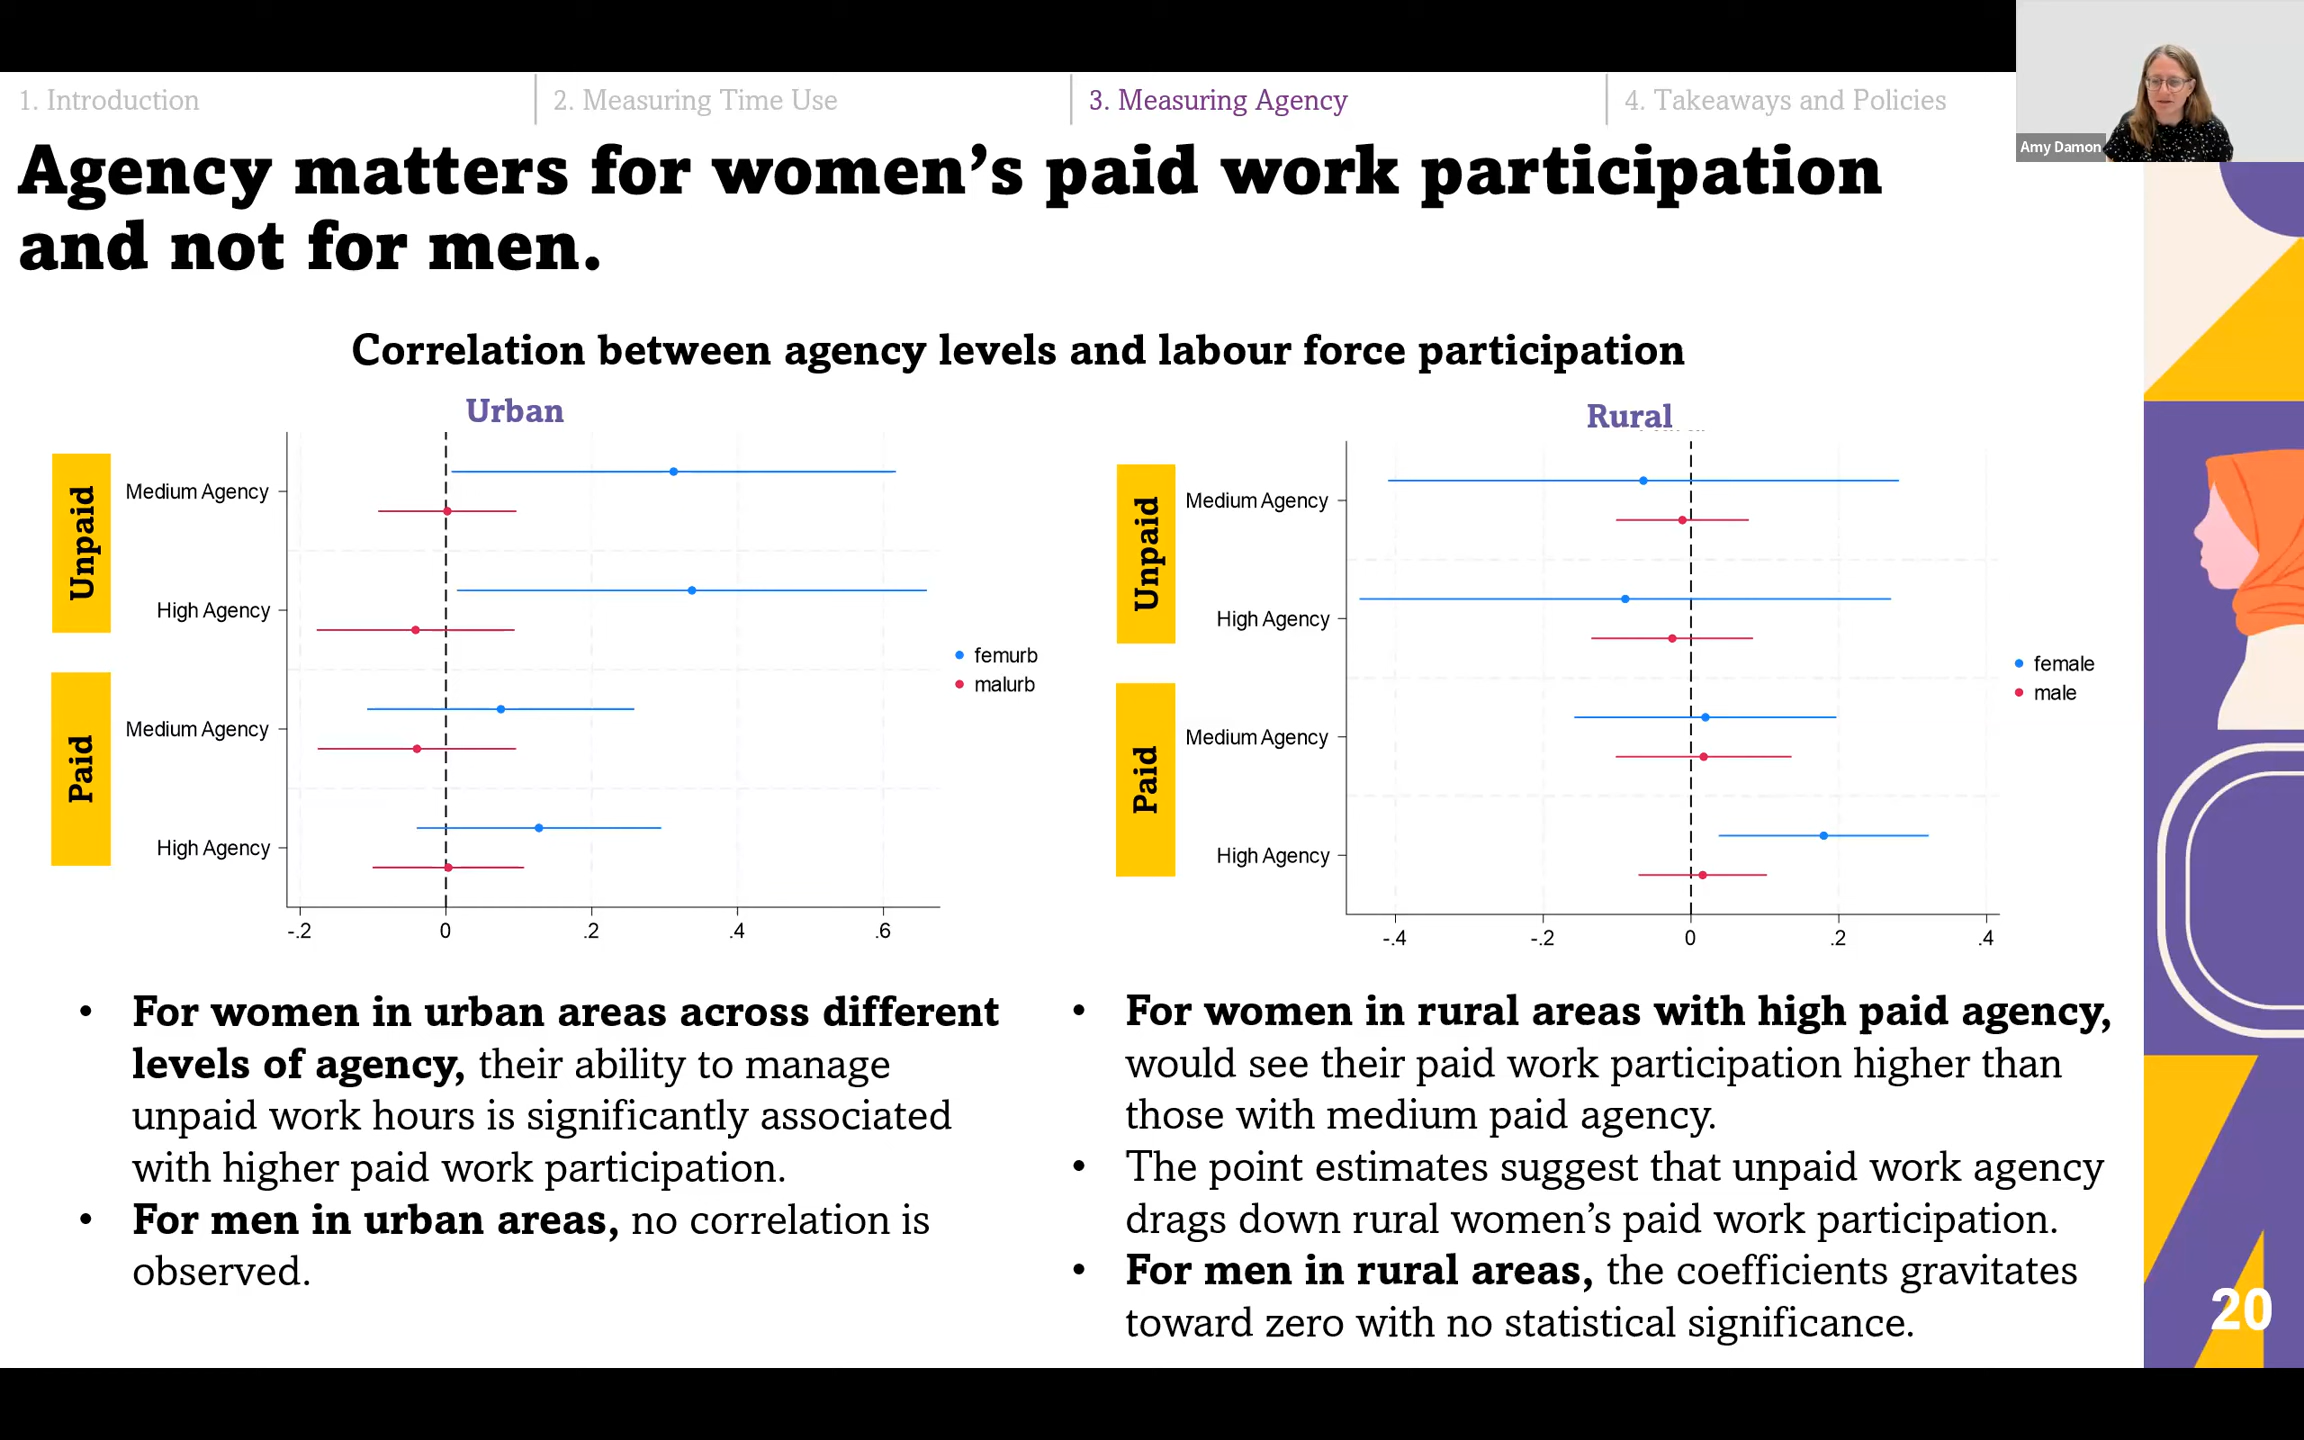 1. Introduction
2. Measuring Time Use
3. Measuring Agency
4. Takeaways and Policies
Amy Damon
Agency matters for women’s paid work participation
and not for men.
Correlation between agency levels and labour force participation
Urban
Unpaid
Medium Agency
High Agency
Paid
Medium Agency
High Agency
femurb
malurb
-.2
0
.2
.4
.6
Rural
Unpaid
Medium Agency
High Agency
Paid
Medium Agency
High Agency
female
male
-.4
-.2
0
.2
.4
• For women in urban areas across different
levels of agency, their ability to manage
unpaid work hours is significantly associated
with higher paid work participation.
• For men in urban areas, no correlation is
observed.
• For women in rural areas with high paid agency,
would see their paid work participation higher than
those with medium paid agency.
• The point estimates suggest that unpaid work agency
drags down rural women’s paid work participation.
• For men in rural areas, the coefficients gravitates
toward zero with no statistical significance.
20